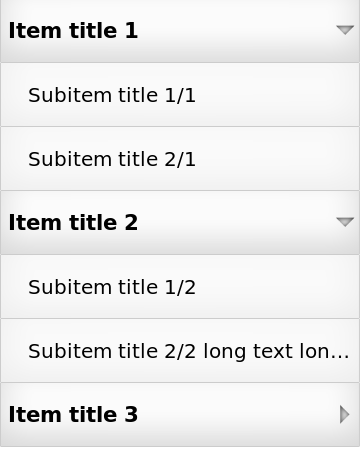 Item title 1
Subitem title 1/1
Subitem title 2/1
Item title 2
Subitem title 1/2
Subitem title 2/2 long text lon...
Item title 3